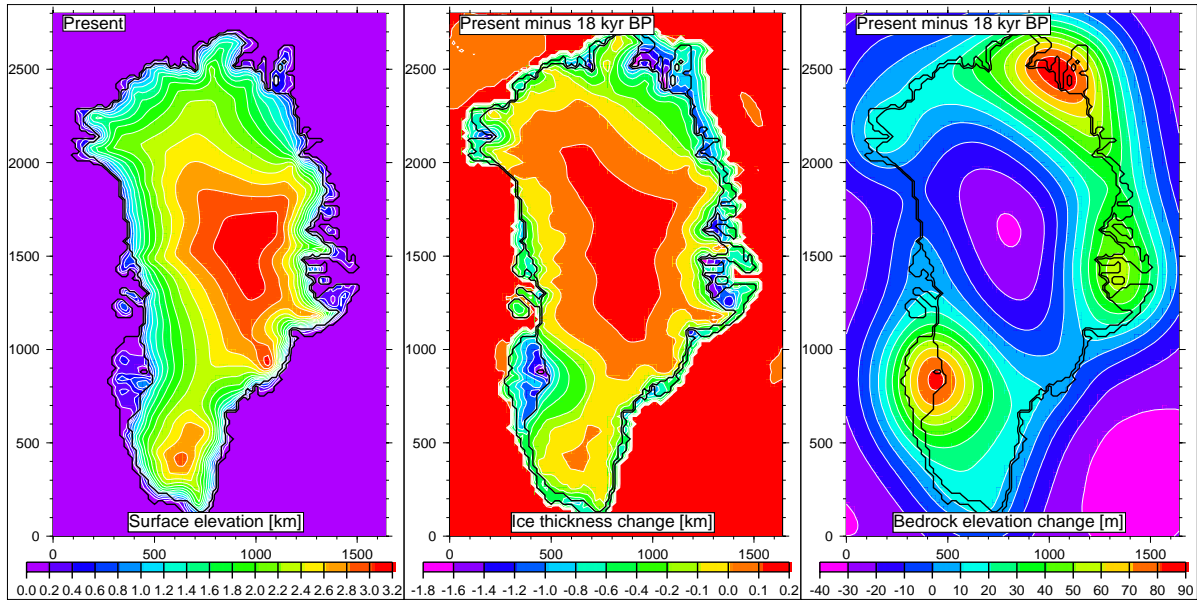 Present
Present minus 18 kyr BP
Present minus 18 kyr BP
2500
2000
1500
1000
500
0
2500
2000
1500
1000
500
0
2500
2000
1500
1000
500
0
Surface elevation [km]
Ice thickness change [km]
Bedrock elevation change [m]
0 500 1000 1500
0 500 1000 1500
0 500 1000 1500
0.0 0.2 0.4 0.6 0.8 1.0 1.2 1.4 1.6 1.8 2.0 2.2 2.4 2.6 2.8 3.0 3.2
-1.8 -1.6 -1.4 -1.2 -1.0 -0.8 -0.6 -0.4 -0.2 -0.1 0.0 0.1 0.2
-40 -30 -20 -10 0 10 20 30 40 50 60 70 80 90